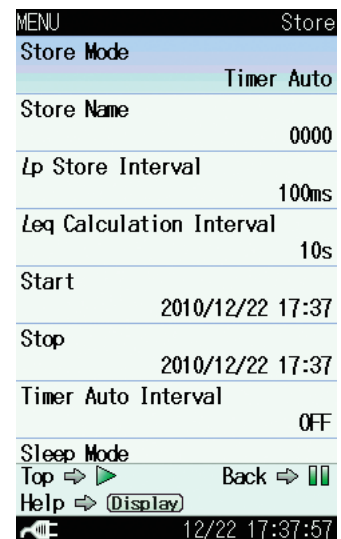 MENU Store
Store Mode
Timer Auto
Store Name
0000
Lp Store Interval
100ms
Leq Calculation Interval
10s
Start
2010/12/22 17:37
Stop
2010/12/22 17:37
Timer Auto Interval
OFF
Sleep Mode
Top ⇨ ▷ Back ⇨ ▯▯
Help ⇨ Display
12/22 17:37:57